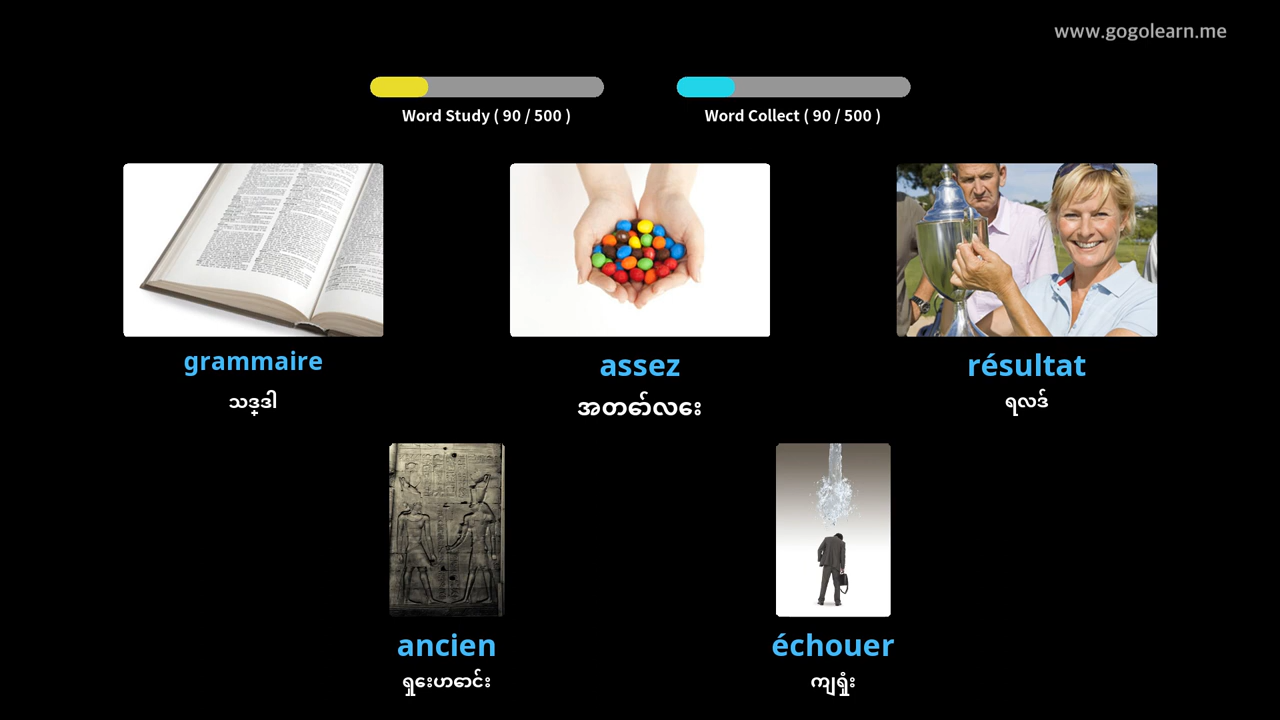 www.gogolearn.me
Word Study ( 90 / 500 )
Word Collect ( 90 / 500 )
grammaire
သဒ္ဒါ
assez
အတော်လေး
résultat
ရလဒ်
ancien
ရှေးဟောင်း
échouer
ကျရှုံး